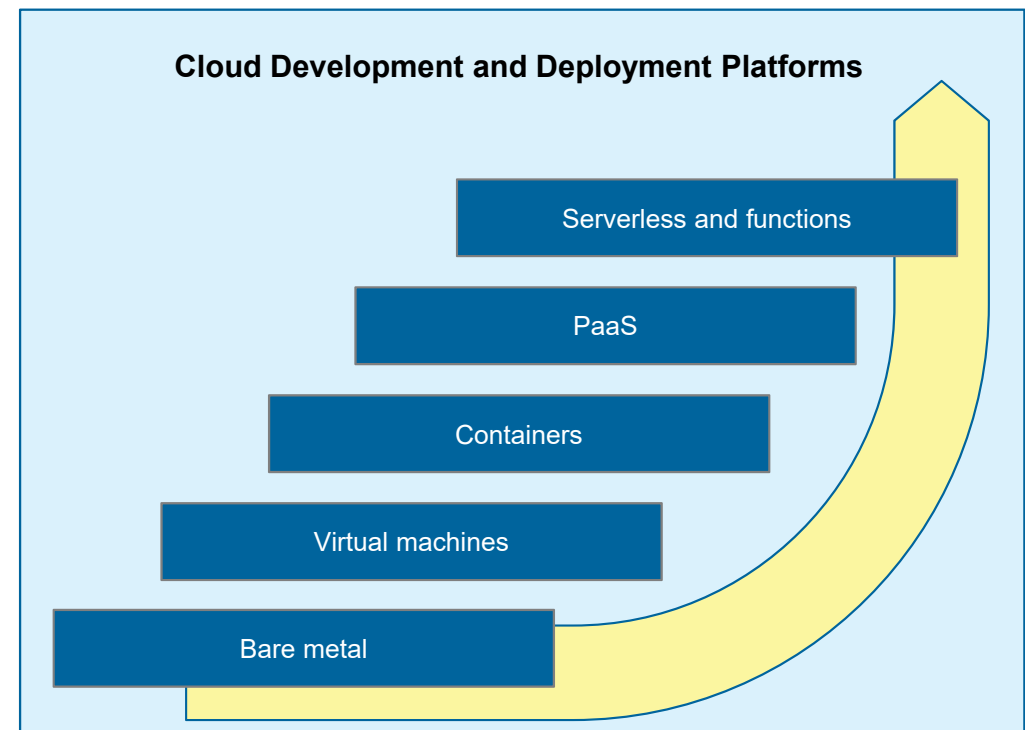 Cloud Development and Deployment Platforms
Serverless and functions
PaaS
Containers
Virtual machines
Bare metal